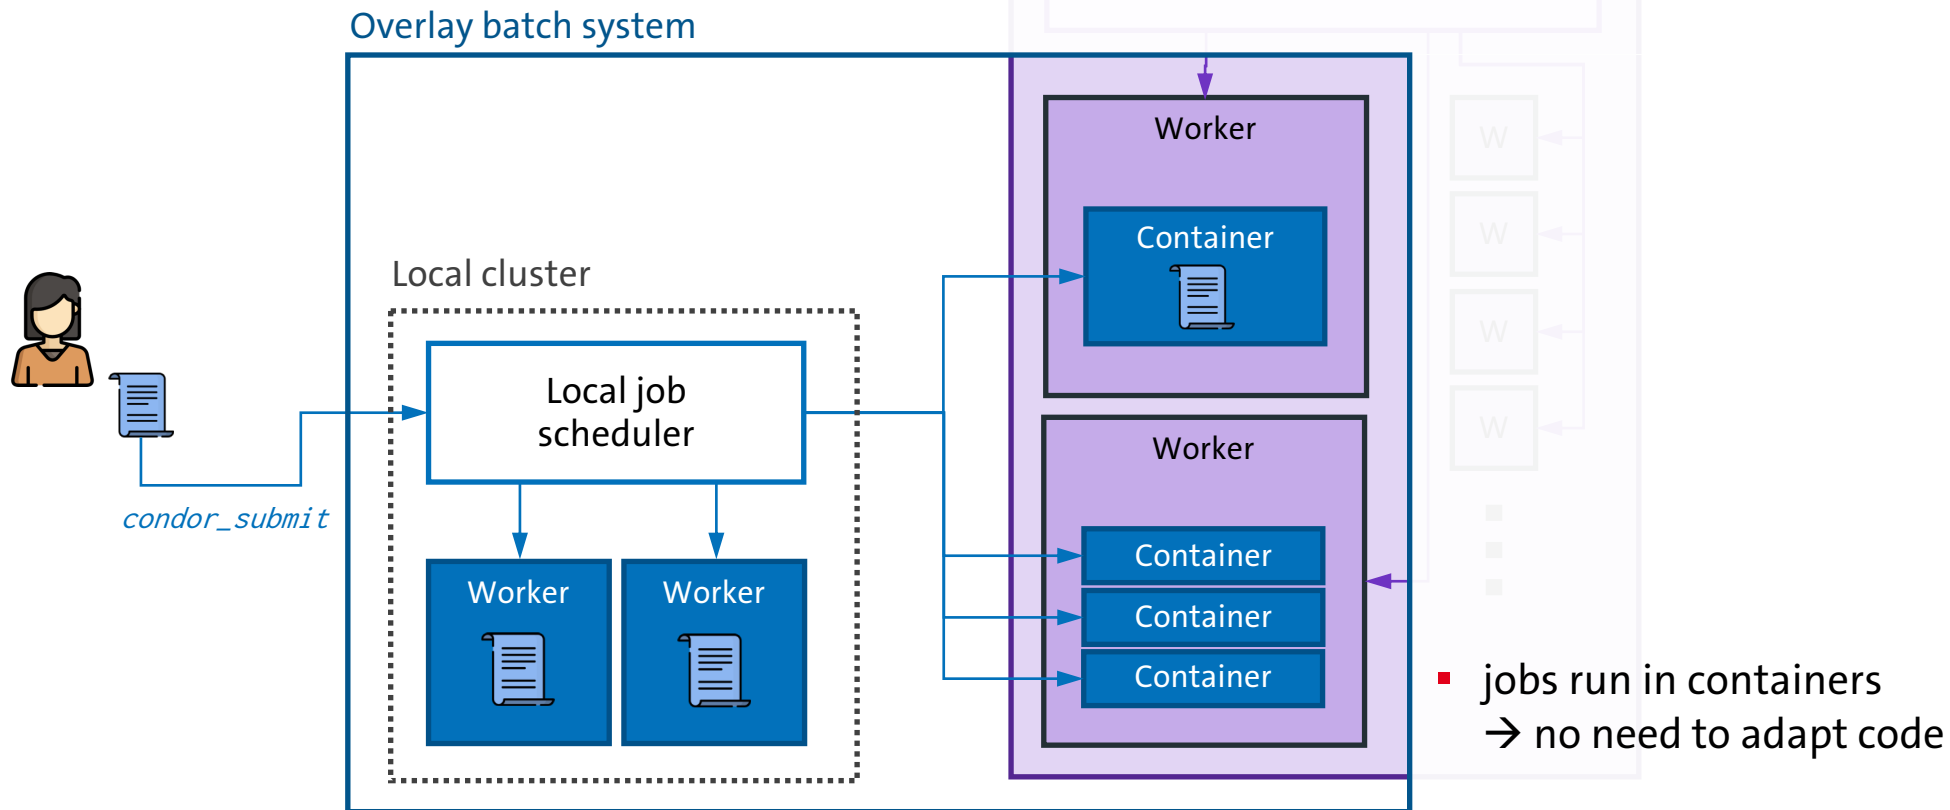 Overlay batch system
Worker
W
Container
W
Local cluster
W
Local job
scheduler
W
Worker
condor_submit
Container
Worker
Worker
Container
Container
▪ jobs run in containers
→ no need to adapt code